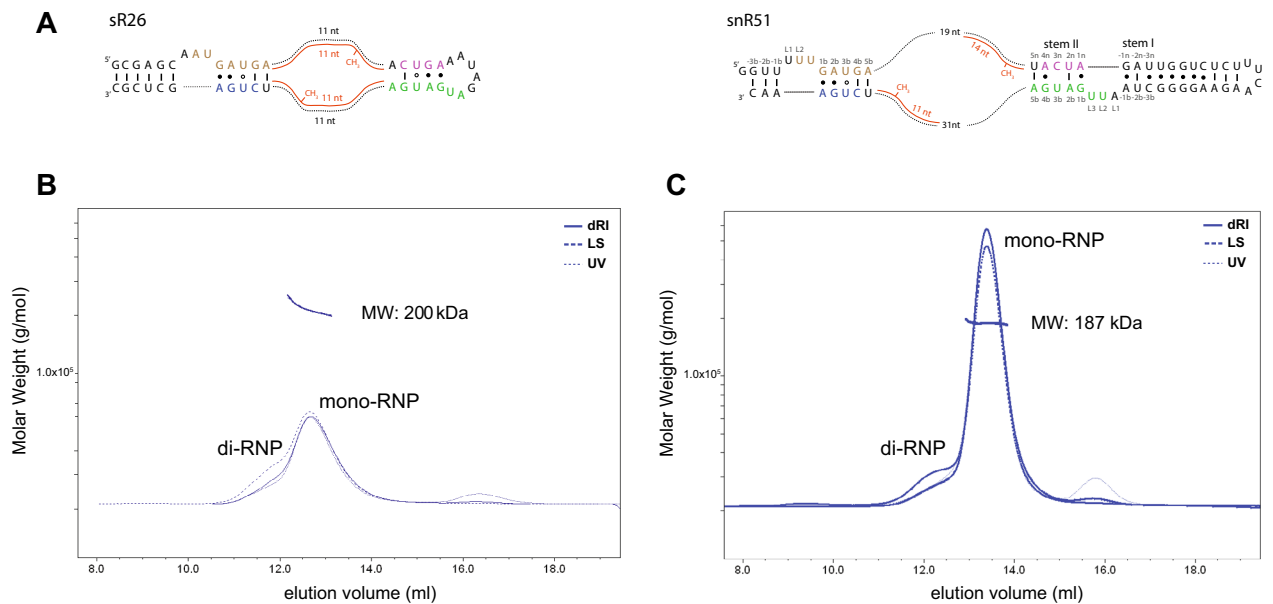 A
sR26
snR51
11 nt
11 nt
CH3
5' GCGAGC AAU GAUGA ACUGA AAUAG
3' CGCUCG AGUCU AGUAG UA
CH3
11 nt
11 nt
19 nt
14 nt
CH3
stem II
stem I
L1 L2
-3b -2b -1b
1b 2b 3b 4b 5b
5n 4n 3n 2n 1n
-1n -2n -3n
5' GGUU UUU GAUGA UACUA GAUUGGUCUCUUU
C
3' AAC AGUCU AGUAG UUA AUCGGGGGAAGA
5b 4b 3b 2b 1b
L3 L2 L1
-1b -2b -3b
CH3
11 nt
31nt
B
Molar Weight (g/mol)
1.0x10⁵
dRI
LS
UV
MW: 200 kDa
mono-RNP
di-RNP
8.0 10.0 12.0 14.0 16.0 18.0
elution volume (ml)
C
Molar Weight (g/mol)
1.0x10⁵
dRI
LS
UV
mono-RNP
MW: 187 kDa
di-RNP
8.0 10.0 12.0 14.0 16.0 18.0
elution volume (ml)